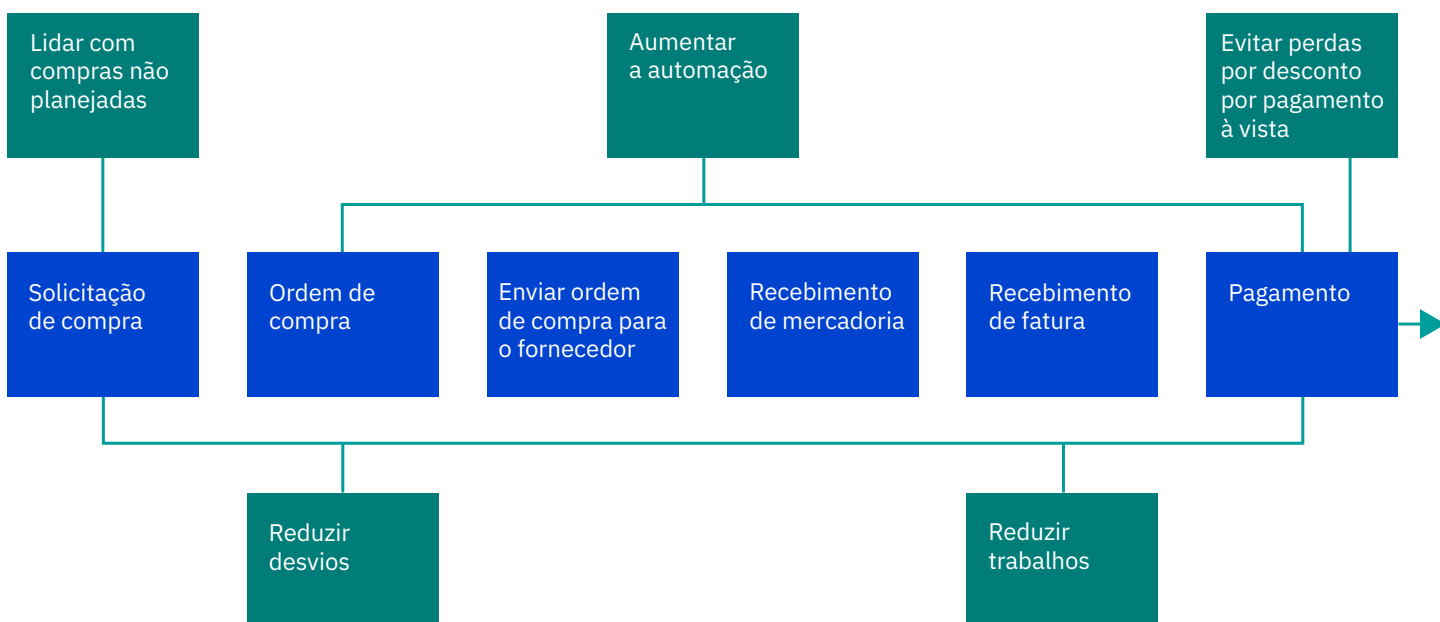 Lidar com
compras não
planejadas
Aumentar
a automação
Evitar perdas
por desconto
por pagamento
à vista
Solicitação
de compra
Ordem de
compra
Enviar ordem
de compra para
o fornecedor
Recebimento
de mercadoria
Recebimento
de fatura
Pagamento
Reduzir
desvios
Reduzir
trabalhos